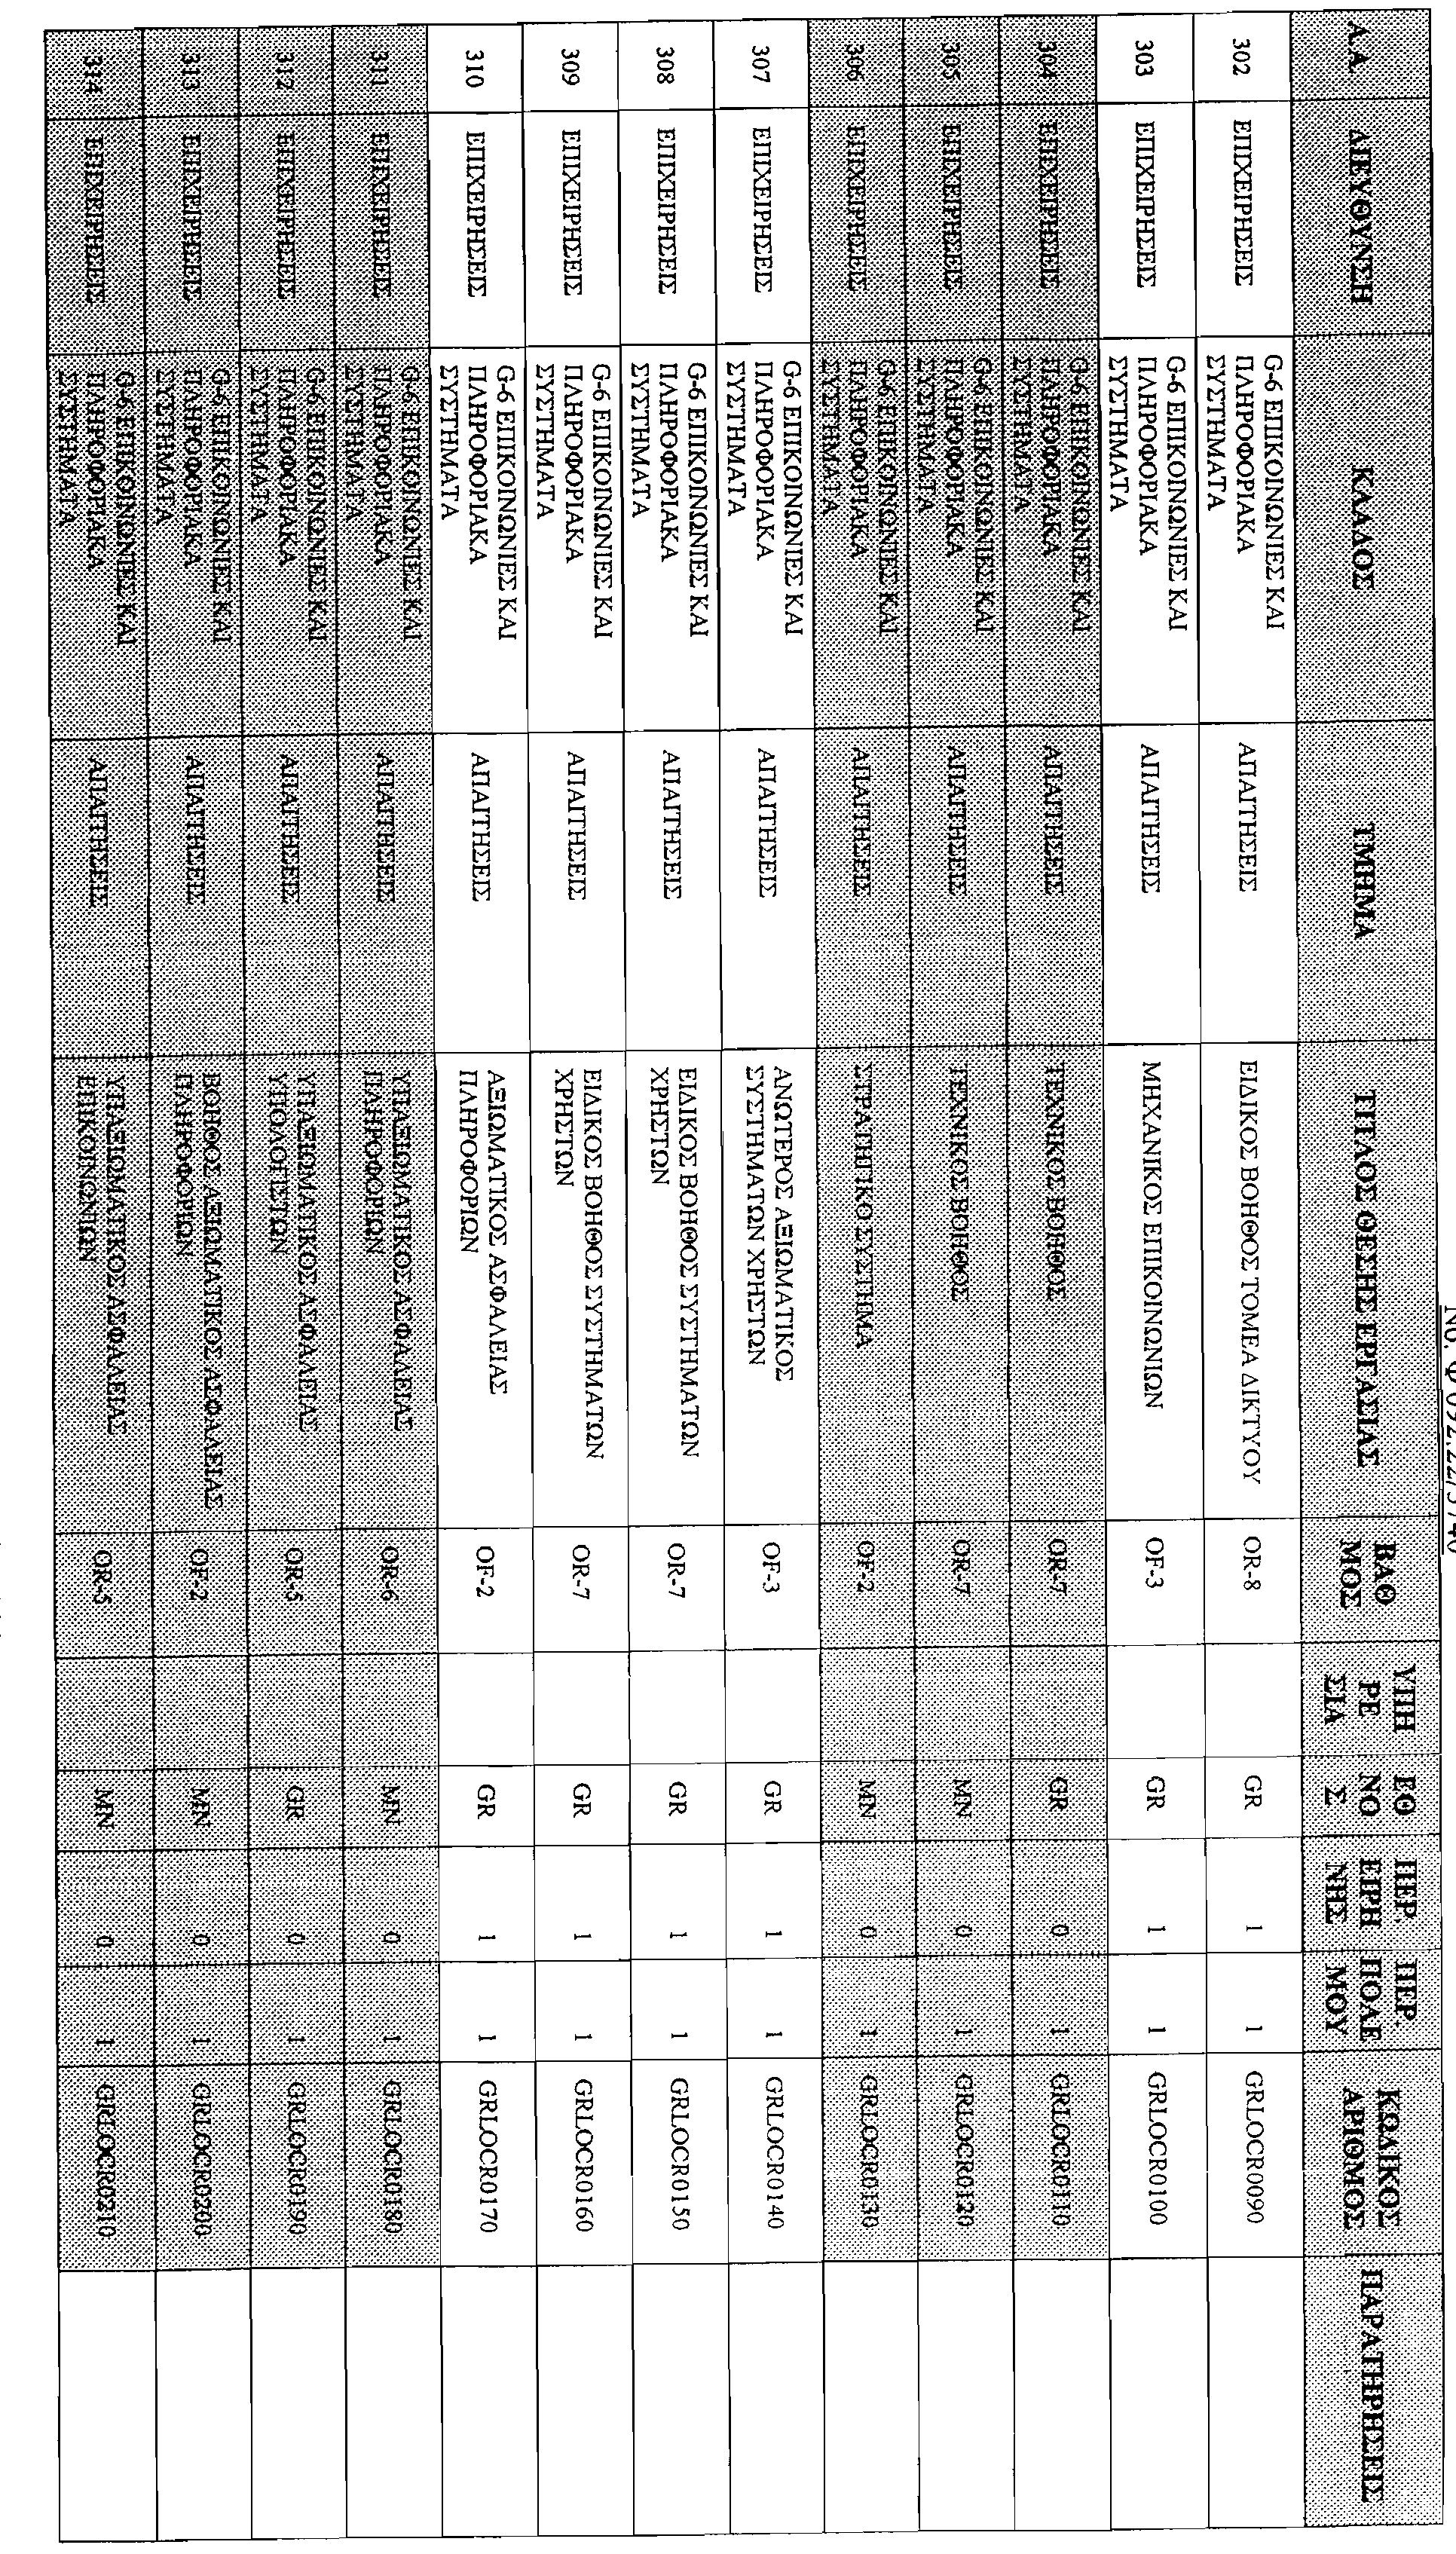 Α.Α. ΔΙΕΥΘΥΝΣΗ ΚΛΑΔΟΣ ΤΜΗΜΑ ΤΙΤΛΟΣ ΘΕΣΗΣ ΕΡΓΑΣΙΑΣ ΒΑΘ ΜΟΣ ΥΠΗ ΡΕ ΣΙΑ ΕΘ ΝΟ Σ ΠΕΡ. ΕΙΡΗ ΝΗΣ ΠΕΡ. ΠΟΛΕ ΜΟΥ ΚΩΔΙΚΟΣ ΑΡΙΘΜΟΣ ΠΑΡΑΤΗΡΗΣΕΙΣ
302 ΕΠΙΧΕΙΡΗΣΕΙΣ G-6 ΕΠΙΚΟΙΝΩΝΙΕΣ ΚΑΙ ΠΛΗΡΟΦΟΡΙΑΚΑ ΣΥΣΤΗΜΑΤΑ ΑΠΑΙΤΗΣΕΙΣ ΕΙΔΙΚΟΣ ΒΟΗΘΟΣ ΤΟΜΕΑ ΔΙΚΤΥΟΥ OR-8 GR 1 1 GRLOCR0090
303 ΕΠΙΧΕΙΡΗΣΕΙΣ G-6 ΕΠΙΚΟΙΝΩΝΙΕΣ ΚΑΙ ΠΛΗΡΟΦΟΡΙΑΚΑ ΣΥΣΤΗΜΑΤΑ ΑΠΑΙΤΗΣΕΙΣ ΜΗΧΑΝΙΚΟΣ ΕΠΙΚΟΙΝΩΝΙΩΝ OF-3 GR 1 1 GRLOCR0100
304 ΕΠΙΧΕΙΡΗΣΕΙΣ G-6 ΕΠΙΚΟΙΝΩΝΙΕΣ ΚΑΙ ΠΛΗΡΟΦΟΡΙΑΚΑ ΣΥΣΤΗΜΑΤΑ ΑΠΑΙΤΗΣΕΙΣ ΤΕΧΝΙΚΟΣ ΒΟΗΘΟΣ OR-7 GR 0 1 GRLOCR0110
305 ΕΠΙΧΕΙΡΗΣΕΙΣ G-6 ΕΠΙΚΟΙΝΩΝΙΕΣ ΚΑΙ ΠΛΗΡΟΦΟΡΙΑΚΑ ΣΥΣΤΗΜΑΤΑ ΑΠΑΙΤΗΣΕΙΣ ΤΕΧΝΙΚΟΣ ΒΟΗΘΟΣ OR-7 MN 0 1 GRLOCR0120
306 ΕΠΙΧΕΙΡΗΣΕΙΣ G-6 ΕΠΙΚΟΙΝΩΝΙΕΣ ΚΑΙ ΠΛΗΡΟΦΟΡΙΑΚΑ ΣΥΣΤΗΜΑΤΑ ΑΠΑΙΤΗΣΕΙΣ ΣΤΡΑΤΗΓΙΚΟ ΣΥΣΤΗΜΑ OF-2 MN 0 1 GRLOCR0130
307 ΕΠΙΧΕΙΡΗΣΕΙΣ G-6 ΕΠΙΚΟΙΝΩΝΙΕΣ ΚΑΙ ΠΛΗΡΟΦΟΡΙΑΚΑ ΣΥΣΤΗΜΑΤΑ ΑΠΑΙΤΗΣΕΙΣ ΑΝΩΤΕΡΟΣ ΑΞΙΩΜΑΤΙΚΟΣ ΣΥΣΤΗΜΑΤΩΝ ΧΡΗΣΤΩΝ OF-3 GR 1 1 GRLOCR0140
308 ΕΠΙΧΕΙΡΗΣΕΙΣ G-6 ΕΠΙΚΟΙΝΩΝΙΕΣ ΚΑΙ ΠΛΗΡΟΦΟΡΙΑΚΑ ΣΥΣΤΗΜΑΤΑ ΑΠΑΙΤΗΣΕΙΣ ΕΙΔΙΚΟΣ ΒΟΗΘΟΣ ΣΥΣΤΗΜΑΤΩΝ ΧΡΗΣΤΩΝ OR-7 GR 1 1 GRLOCR0150
309 ΕΠΙΧΕΙΡΗΣΕΙΣ G-6 ΕΠΙΚΟΙΝΩΝΙΕΣ ΚΑΙ ΠΛΗΡΟΦΟΡΙΑΚΑ ΣΥΣΤΗΜΑΤΑ ΑΠΑΙΤΗΣΕΙΣ ΕΙΔΙΚΟΣ ΒΟΗΘΟΣ ΣΥΣΤΗΜΑΤΩΝ ΧΡΗΣΤΩΝ OR-7 GR 1 1 GRLOCR0160
310 ΕΠΙΧΕΙΡΗΣΕΙΣ G-6 ΕΠΙΚΟΙΝΩΝΙΕΣ ΚΑΙ ΠΛΗΡΟΦΟΡΙΑΚΑ ΣΥΣΤΗΜΑΤΑ ΑΠΑΙΤΗΣΕΙΣ ΑΞΙΩΜΑΤΙΚΟΣ ΑΣΦΑΛΕΙΑΣ ΠΛΗΡΟΦΟΡΙΩΝ OF-2 GR 1 1 GRLOCR0170
311 ΕΠΙΧΕΙΡΗΣΕΙΣ G-6 ΕΠΙΚΟΙΝΩΝΙΕΣ ΚΑΙ ΠΛΗΡΟΦΟΡΙΑΚΑ ΣΥΣΤΗΜΑΤΑ ΑΠΑΙΤΗΣΕΙΣ ΥΠΑΞΙΩΜΑΤΙΚΟΣ ΑΣΦΑΛΕΙΑΣ ΠΛΗΡΟΦΟΡΙΩΝ OR-6 MN 0 1 GRLOCR0180
312 ΕΠΙΧΕΙΡΗΣΕΙΣ G-6 ΕΠΙΚΟΙΝΩΝΙΕΣ ΚΑΙ ΠΛΗΡΟΦΟΡΙΑΚΑ ΣΥΣΤΗΜΑΤΑ ΑΠΑΙΤΗΣΕΙΣ ΥΠΑΞΙΩΜΑΤΙΚΟΣ ΑΣΦΑΛΕΙΑΣ ΥΠΟΛΟΓΙΣΤΩΝ OR-5 GR 0 1 GRLOCR0190
313 ΕΠΙΧΕΙΡΗΣΕΙΣ G-6 ΕΠΙΚΟΙΝΩΝΙΕΣ ΚΑΙ ΠΛΗΡΟΦΟΡΙΑΚΑ ΣΥΣΤΗΜΑΤΑ ΑΠΑΙΤΗΣΕΙΣ ΒΟΗΘΟΣ ΑΞΙΩΜΑΤΙΚΟΣ ΑΣΦΑΛΕΙΑΣ ΠΛΗΡΟΦΟΡΙΩΝ OF-2 MN 0 1 GRLOCR0200
314 ΕΠΙΧΕΙΡΗΣΕΙΣ G-6 ΕΠΙΚΟΙΝΩΝΙΕΣ ΚΑΙ ΠΛΗΡΟΦΟΡΙΑΚΑ ΣΥΣΤΗΜΑΤΑ ΑΠΑΙΤΗΣΕΙΣ ΥΠΑΞΙΩΜΑΤΙΚΟΣ ΑΣΦΑΛΕΙΑΣ ΕΠΙΚΟΙΝΩΝΙΩΝ OR-5 MN 0 1 GRLOCR0210